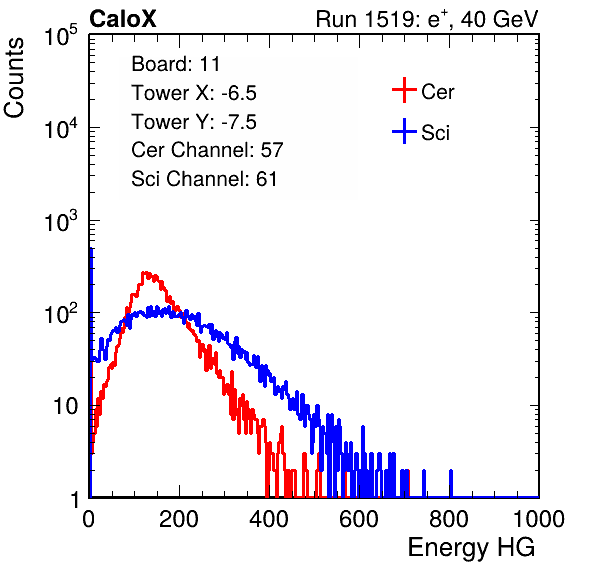 CaloX Run 1519: e⁺, 40 GeV
Counts
10⁵
10⁴
10³
10²
10
1
Board: 11
Tower X: -6.5
Tower Y: -7.5
Cer Channel: 57
Sci Channel: 61
Cer
Sci
0 200 400 600 800 1000
Energy HG